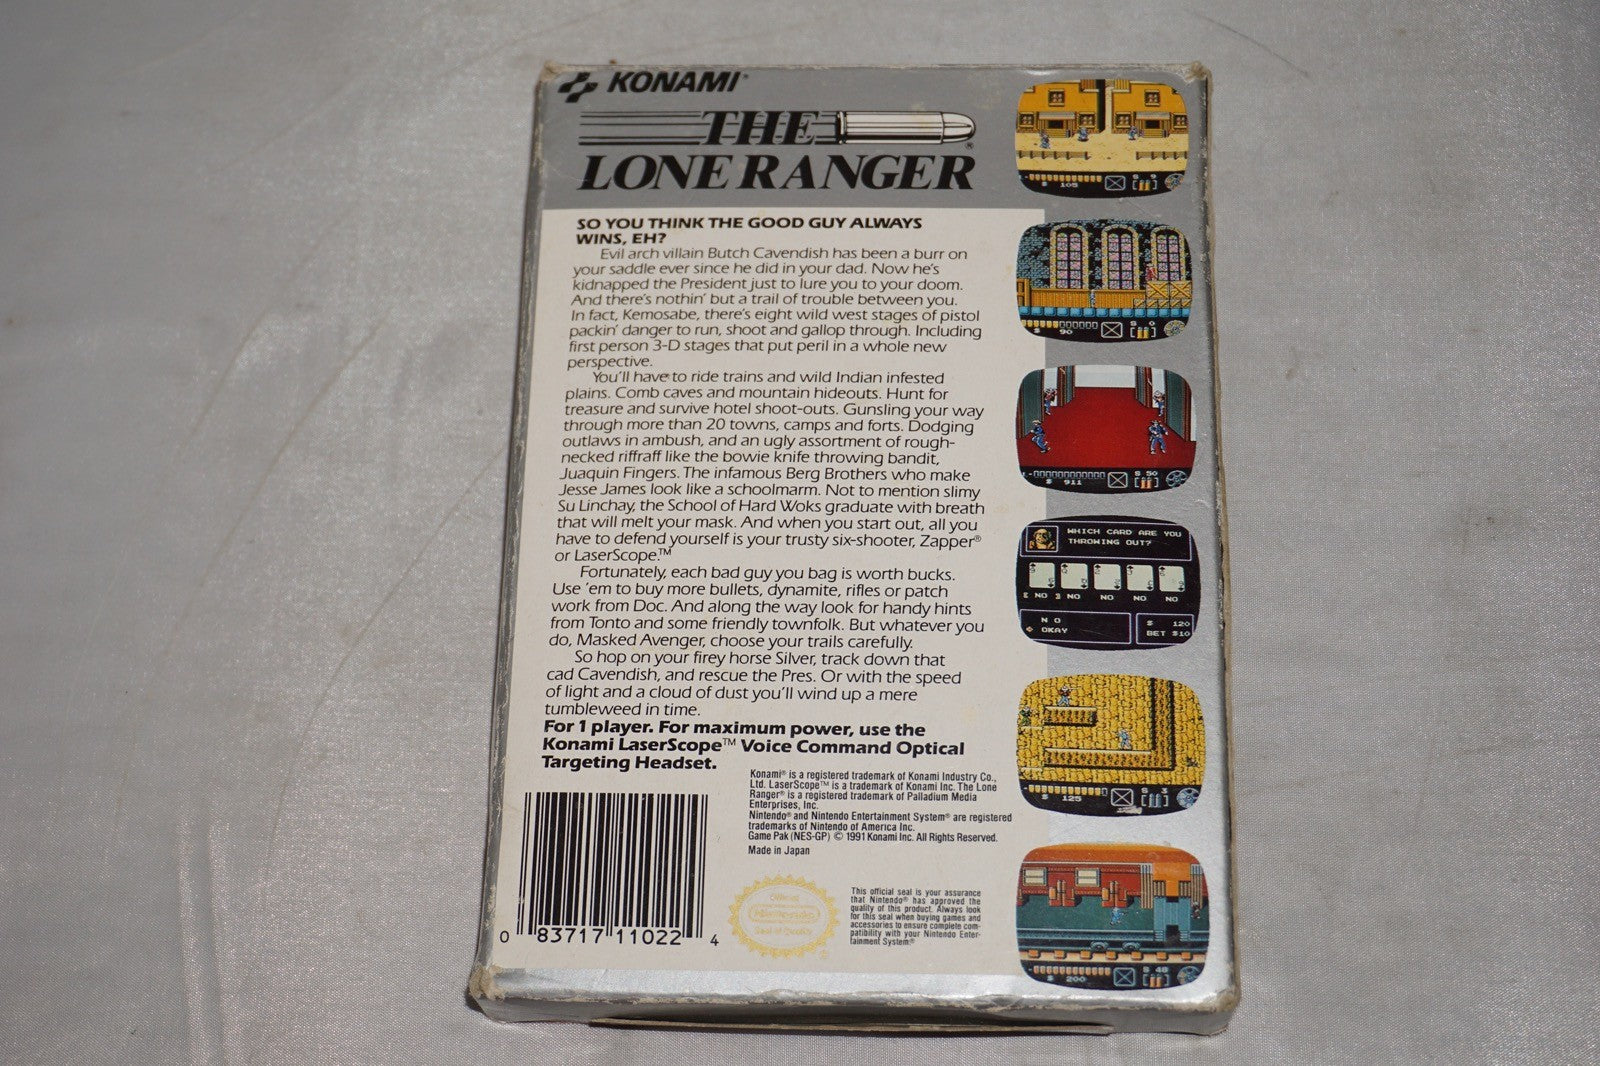 KONAMI®
THE
LONE RANGER®
SO YOU THINK THE GOOD GUY ALWAYS
WINS, EH?
Evil arch villain Butch Cavendish has been a burr on
your saddle ever since he did in your dad. Now he's
kidnapped the President just to lure you to your doom.
And there's nothin' but a trail of trouble between you.
In fact, Kemosabe, there's eight wild west stages of pistol
packin' danger to run, shoot and gallop through. Including
first person 3-D stages that put peril in a whole new
perspective.
You'll have to ride trains and wild Indian infested
plains. Comb caves and mountain hideouts. Hunt for
treasure and survive hotel shoot-outs. Gunsling your way
through more than 20 towns, camps and forts. Dodging
outlaws in ambush, and an ugly assortment of rough-
necked riffraff like the bowie knife throwing bandit,
Juaquin Fingers. The infamous Berg Brothers who make
Jesse James look like a schoolmarm. Not to mention slimy
Su Linchay, the School of Hard Woks graduate with breath
that will melt your mask. And when you start out, all you
have to defend yourself is your trusty six-shooter, Zapper®
or LaserScope™
Fortunately, each bad guy you bag is worth bucks.
Use 'em to buy more bullets, dynamite, rifles or patch
work from Doc. And along the way look for handy hints
from Tonto and some friendly townfolk. But whatever you
do, Masked Avenger, choose your trails carefully.
So hop on your firey horse Silver, track down that
cad Cavendish, and rescue the Pres. Or with the speed
of light and a cloud of dust you'll wind up a mere
tumbleweed in time.
For 1 player. For maximum power, use the
Konami LaserScope™ Voice Command Optical
Targeting Headset.
Konami® is a registered trademark of Konami Industry Co.,
Ltd. LaserScope™ is a trademark of Konami Inc. The Lone
Ranger® is a registered trademark of Palladium Media
Enterprises, Inc.
Nintendo® and Nintendo Entertainment System® are registered
trademarks of Nintendo of America Inc.
Game Pak (NES-GP) © 1991 Konami Inc. All Rights Reserved.
Made in Japan
0 83717 11022 4
Official
Nintendo
Seal of Quality
This official seal is your assurance
that Nintendo® has approved the
quality of this product. Always look
for this seal when buying games and
accessories to ensure complete com-
patibility with your Nintendo Enter-
tainment System.®
$ 105
$ 90
$ 50
$ 911
WHICH CARD ARE YOU
THROWING OUT?
NO NO NO NO NO
NO
OKAY
$ 120
BET $10
$ 125
$ 48
$ 200